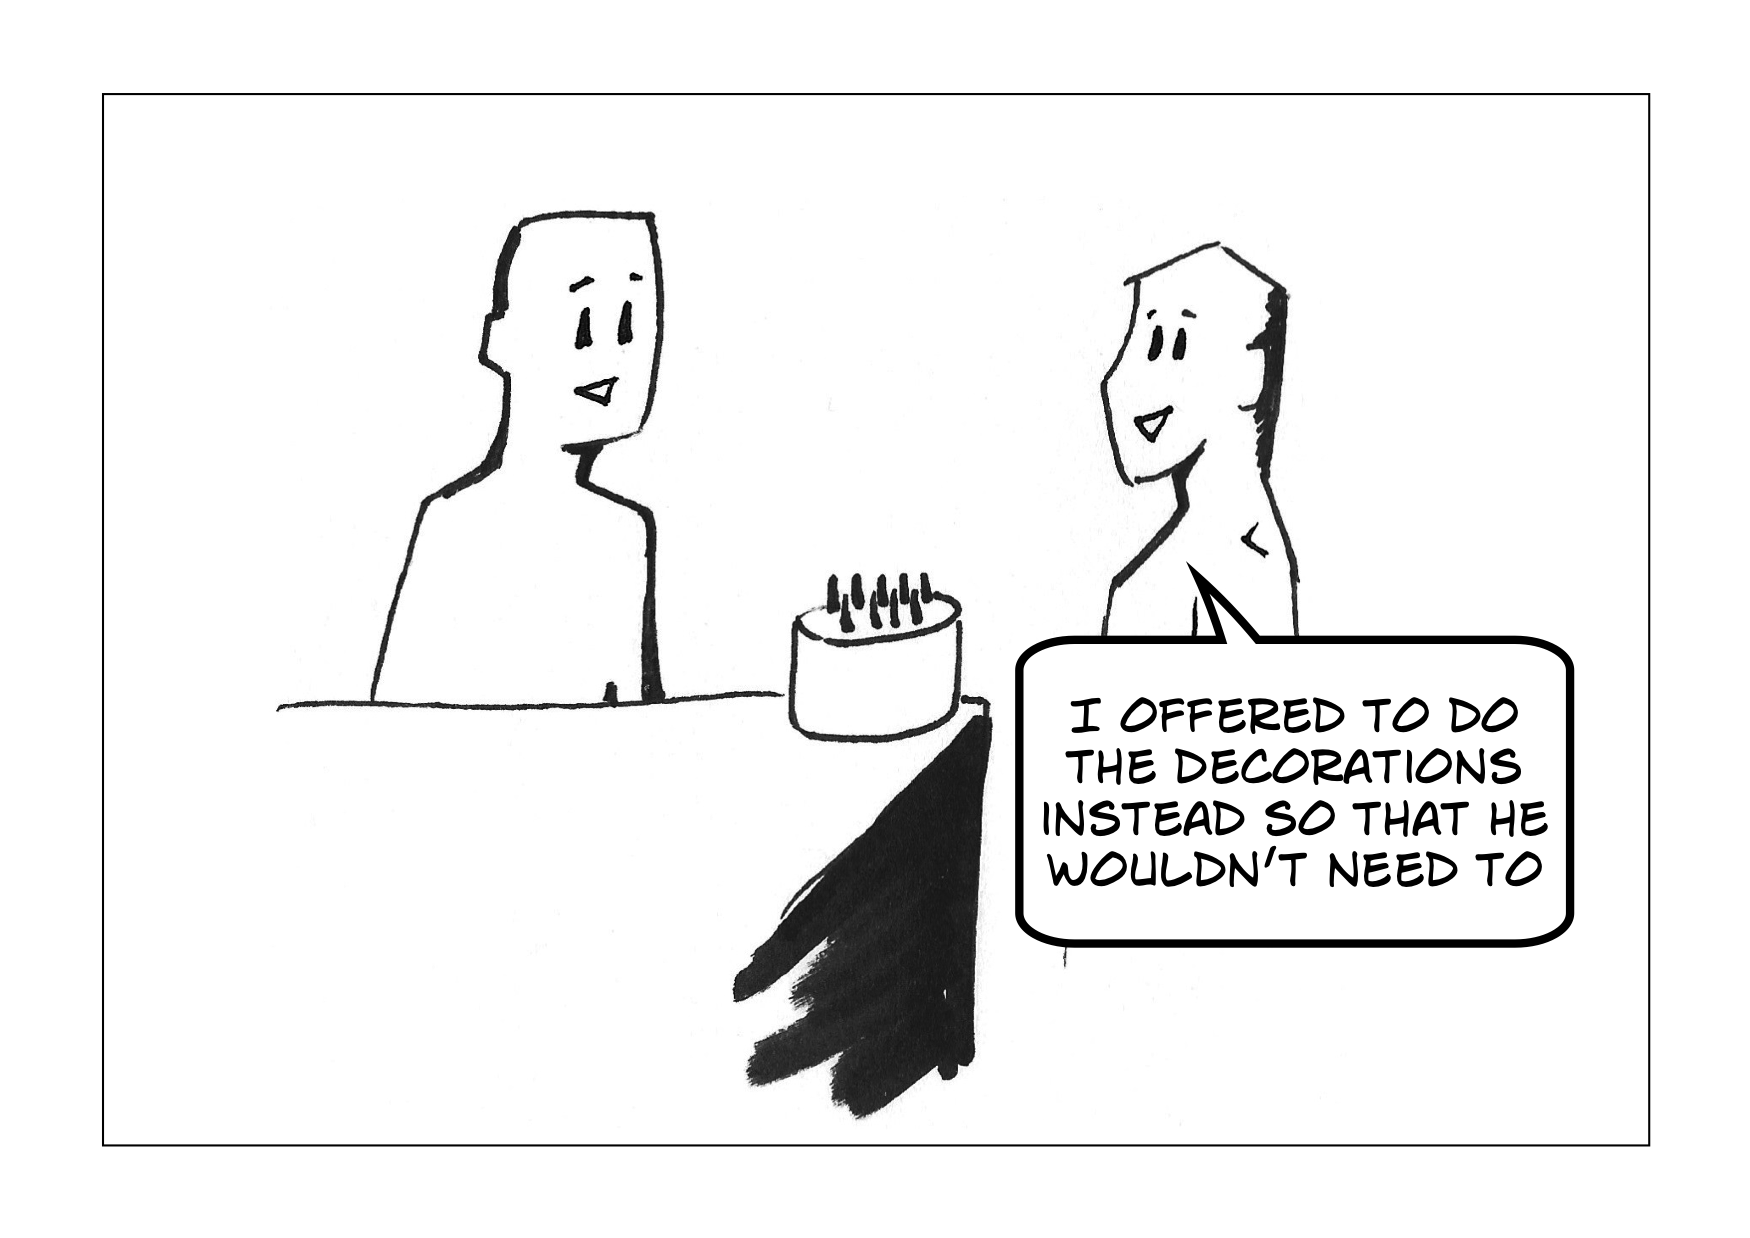 I OFFERED TO DO
THE DECORATIONS
INSTEAD SO THAT HE
WOULDN'T NEED TO